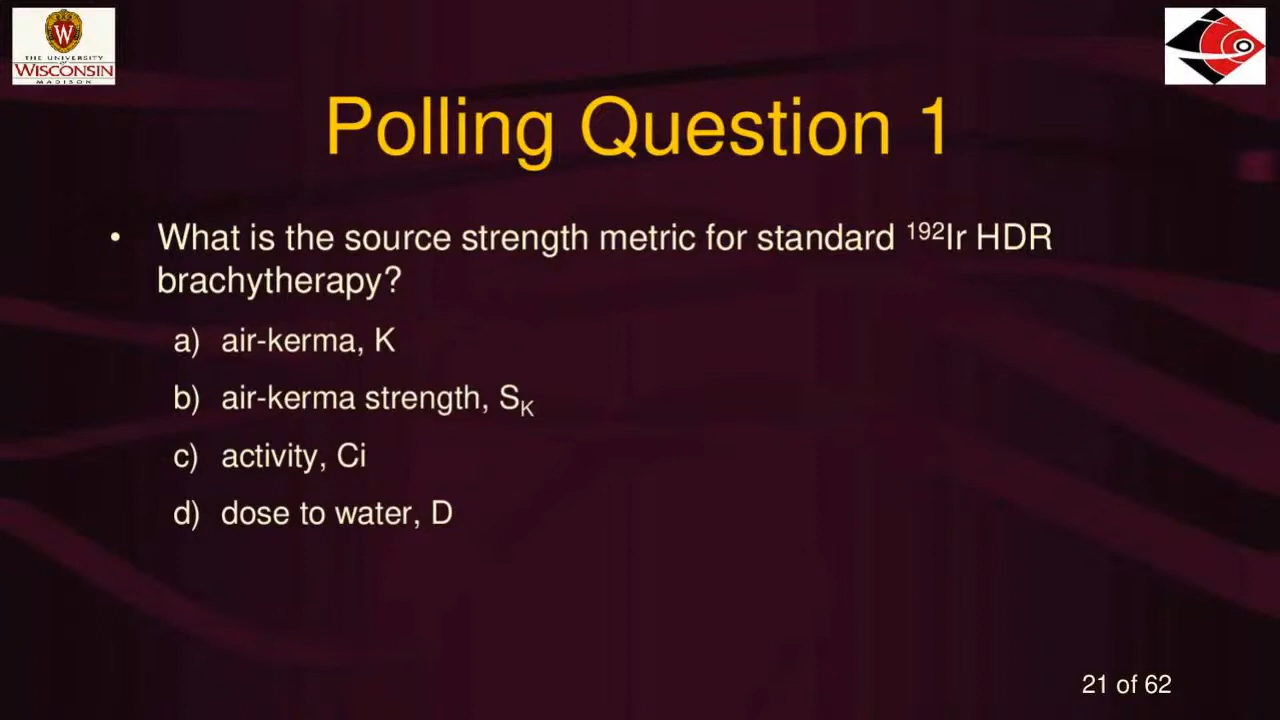 THE UNIVERSITY
of
WISCONSIN
MADISON
Polling Question 1
• What is the source strength metric for standard ¹⁹²Ir HDR
brachytherapy?
a) air-kerma, K
b) air-kerma strength, Sₖ
c) activity, Ci
d) dose to water, D
21 of 62